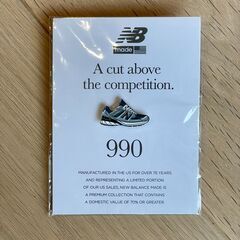 NB
made
A cut above
the competition.
990
MANUFACTURED IN THE US FOR OVER 75 YEARS
AND REPRESENTING A LIMITED PORTION
OF OUR US SALES, NEW BALANCE MADE IS
A PREMIUM COLLECTION THAT CONTAINS
A DOMESTIC VALUE OF 70% OR GREATER.